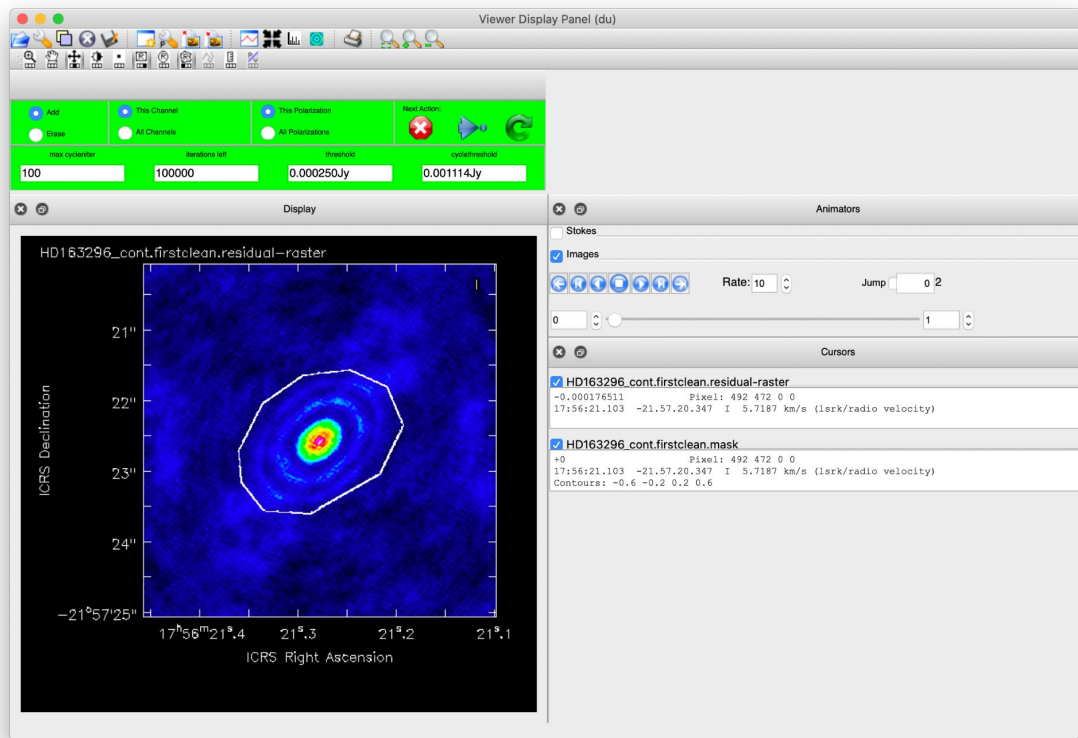 Viewer Display Panel (du)
Add
This Channel
This Polarization
Next Action:
Erase
All Channels
All Polarizations
max cycleniter
iterations left
threshold
cyclethreshold
100
100000
0.000250Jy
0.001114Jy
Display
HD163296_cont.firstclean.residual-raster
I
21"
22"
23"
24"
-21°57'25"
ICRS Declination
17ʰ56ᵐ21ˢ.4
21ˢ.3
21ˢ.2
21ˢ.1
ICRS Right Ascension
Animators
Stokes
Images
Rate: 10
Jump 0 2
0
1
Cursors
HD163296_cont.firstclean.residual-raster
-0.000176511 Pixel: 492 472 0 0
17:56:21.103 -21.57.20.347 I 5.7187 km/s (lsrk/radio velocity)
HD163296_cont.firstclean.mask
+0 Pixel: 492 472 0 0
17:56:21.103 -21.57.20.347 I 5.7187 km/s (lsrk/radio velocity)
Contours: -0.6 -0.2 0.2 0.6